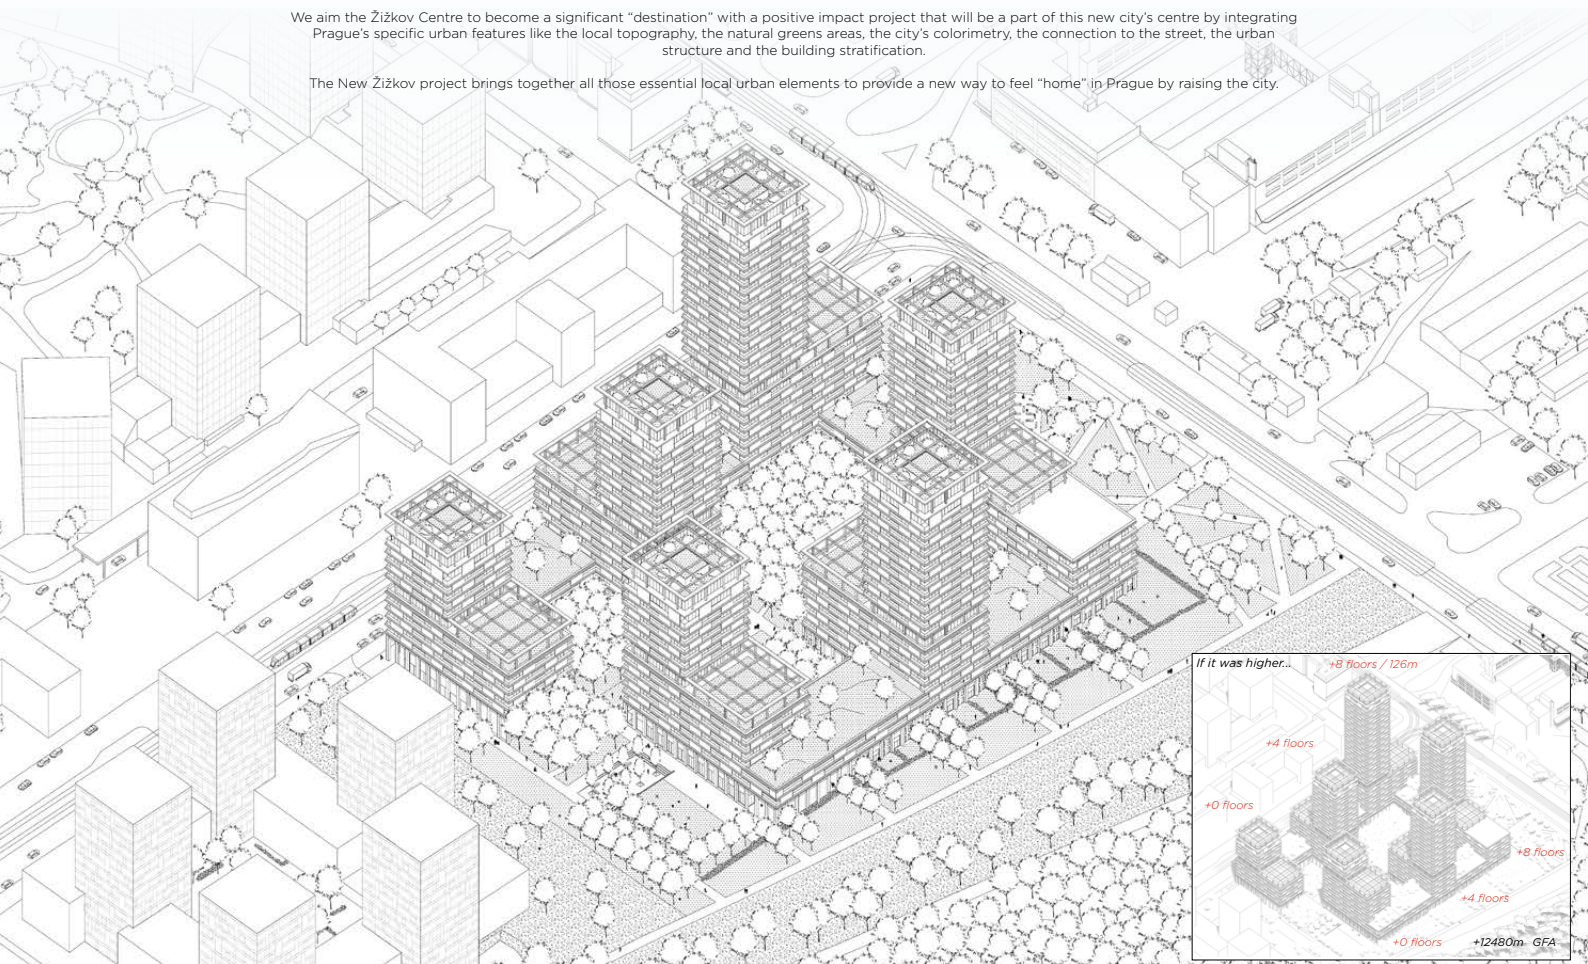 We aim the Žižkov Centre to become a significant “destination” with a positive impact project that will be a part of this new city’s centre by integrating
Prague’s specific urban features like the local topography, the natural greens areas, the city’s colorimetry, the connection to the street, the urban
structure and the building stratification.
The New Žižkov project brings together all those essential local urban elements to provide a new way to feel “home” in Prague by raising the city.
If it was higher...
+8 floors / 126m
+4 floors
+0 floors
+8 floors
+4 floors
+0 floors
+12480m GFA